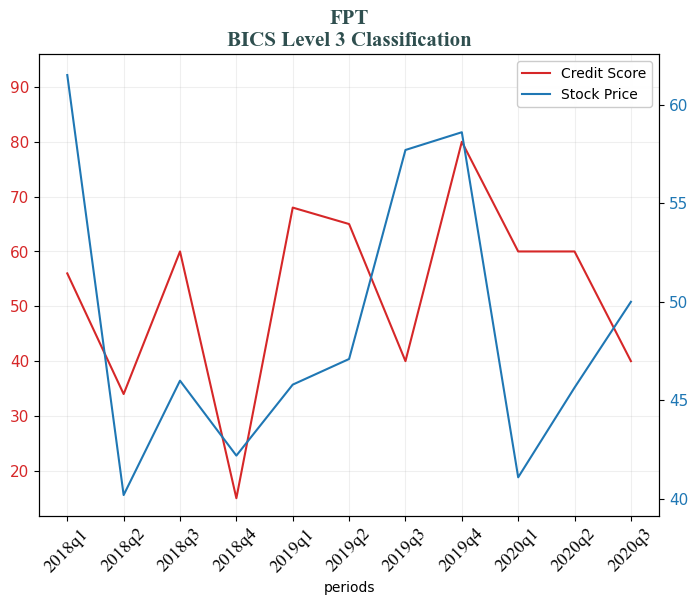 FPT
BICS Level 3 Classification
Credit Score
Stock Price
90
80
70
60
50
40
30
20
60
55
50
45
40
2018q1
2018q2
2018q3
2018q4
2019q1
2019q2
2019q3
2019q4
2020q1
2020q2
2020q3
periods